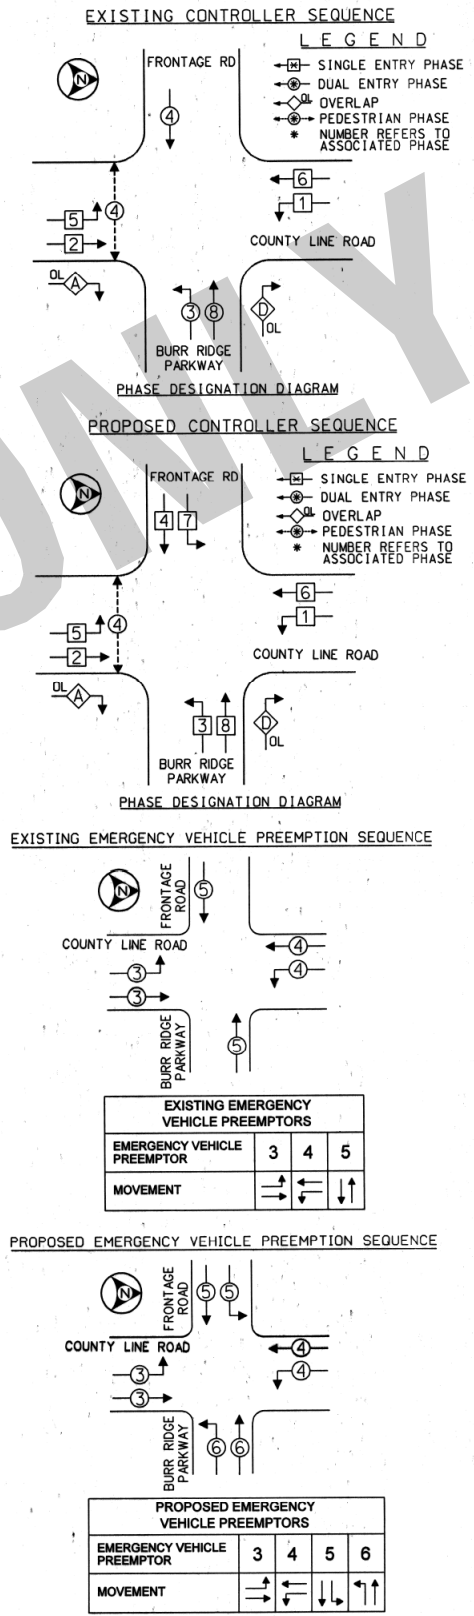 EXISTING CONTROLLER SEQUENCE
LEGEND
FRONTAGE RD
SINGLE ENTRY PHASE
DUAL ENTRY PHASE
OL OVERLAP
PEDESTRIAN PHASE
* NUMBER REFERS TO
ASSOCIATED PHASE
N
4
6
1
5
4
2
COUNTY LINE ROAD
OL A
3 8
D OL
BURR RIDGE
PARKWAY
PHASE DESIGNATION DIAGRAM
ONLY
PROPOSED CONTROLLER SEQUENCE
LEGEND
FRONTAGE RD
SINGLE ENTRY PHASE
DUAL ENTRY PHASE
OL OVERLAP
PEDESTRIAN PHASE
* NUMBER REFERS TO
ASSOCIATED PHASE
N
4 7
6
1
5
4
2
COUNTY LINE ROAD
OL A
3 8
D OL
BURR RIDGE
PARKWAY
PHASE DESIGNATION DIAGRAM
EXISTING EMERGENCY VEHICLE PREEMPTION SEQUENCE
N
FRONTAGE
ROAD
5
COUNTY LINE ROAD
4
4
3
3
5
BURR RIDGE
PARKWAY
EXISTING EMERGENCY
VEHICLE PREEMPTORS
EMERGENCY VEHICLE
PREEMPTOR
3 4 5
MOVEMENT
PROPOSED EMERGENCY VEHICLE PREEMPTION SEQUENCE
N
FRONTAGE
ROAD
5 5
COUNTY LINE ROAD
4
4
3
3
6 6
BURR RIDGE
PARKWAY
PROPOSED EMERGENCY
VEHICLE PREEMPTORS
EMERGENCY VEHICLE
PREEMPTOR
3 4 5 6
MOVEMENT